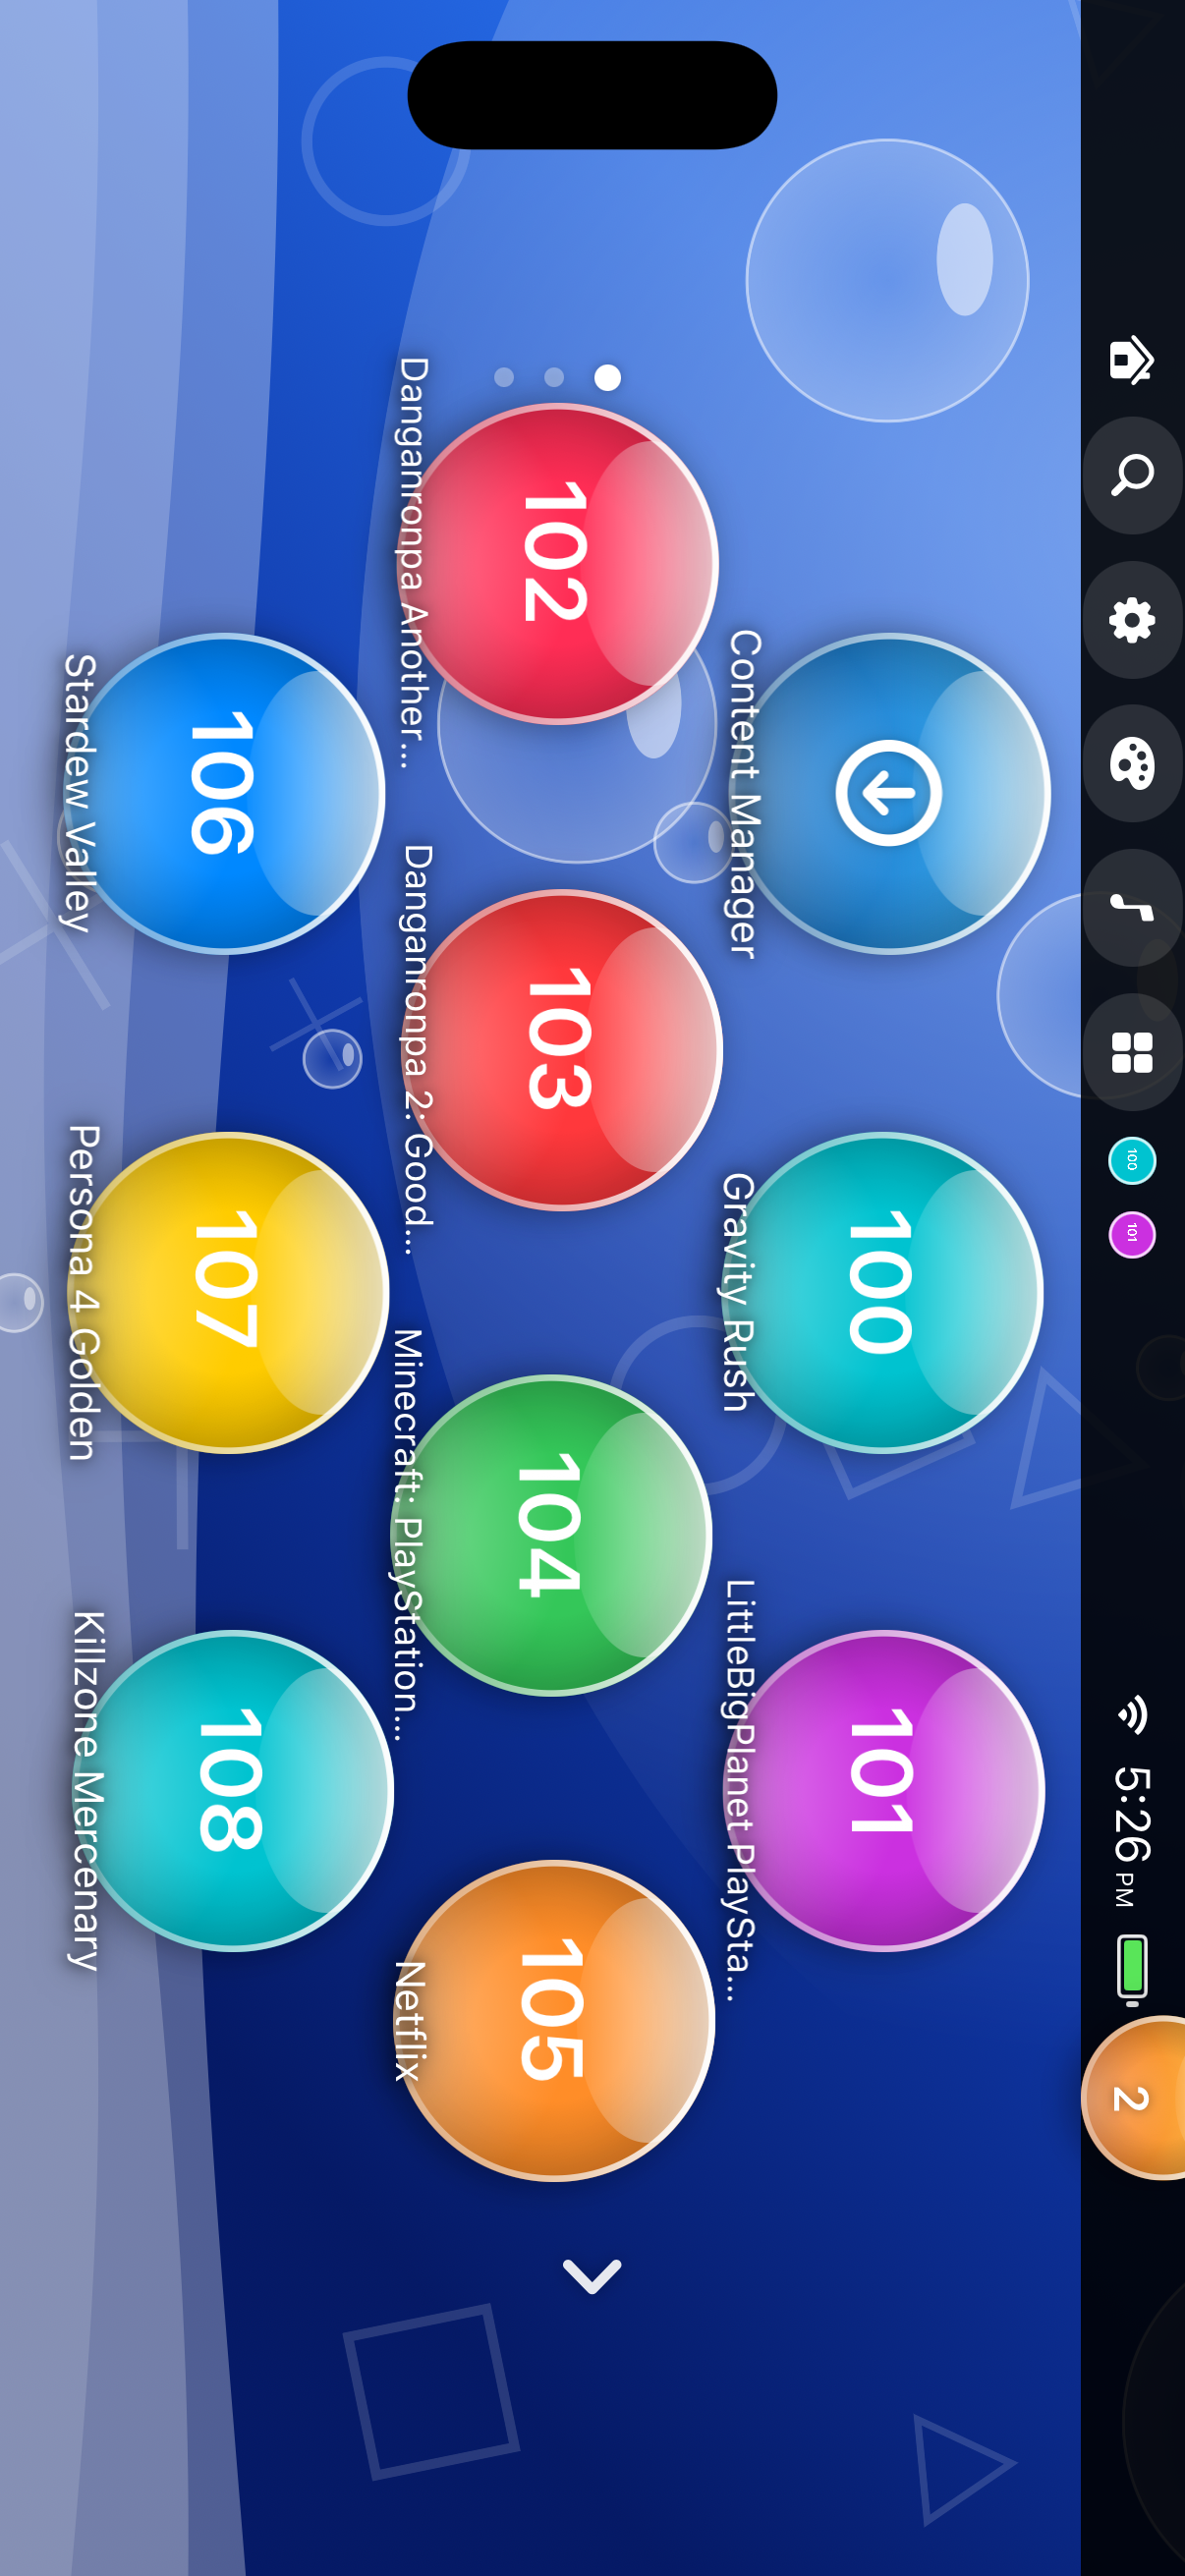 100
101
5:26 PM
2
Content Manager
100
Gravity Rush
101
LittleBigPlanet PlaySta...
102
Danganronpa Another...
103
Danganronpa 2: Good...
104
Minecraft: PlayStation...
105
Netflix
106
Stardew Valley
107
Persona 4 Golden
108
Killzone Mercenary